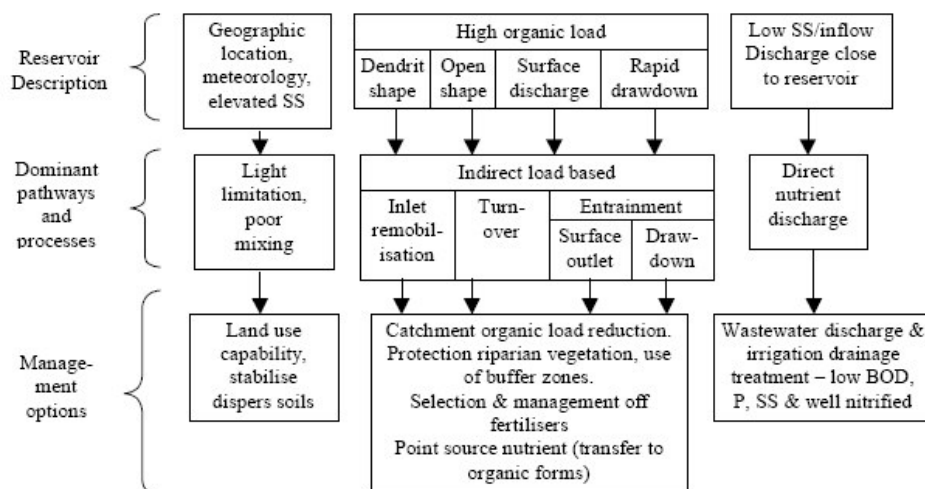 Reservoir
Description
Geographic
location,
meteorology,
elevated SS
High organic load
Dendrit
shape
Open
shape
Surface
discharge
Rapid
drawdown
Low SS/inflow
Discharge close
to reservoir
Dominant
pathways
and
processes
Light
limitation,
poor
mixing
Indirect load based
Inlet
remobil-
isation
Turn-
over
Entrainment
Surface
outlet
Draw-
down
Direct
nutrient
discharge
Manage-
ment
options
Land use
capability,
stabilise
dispers soils
Catchment organic load reduction.
Protection riparian vegetation, use
of buffer zones.
Selection & management off
fertilisers
Point source nutrient (transfer to
organic forms)
Wastewater discharge &
irrigation drainage
treatment – low BOD,
P, SS & well nitrified